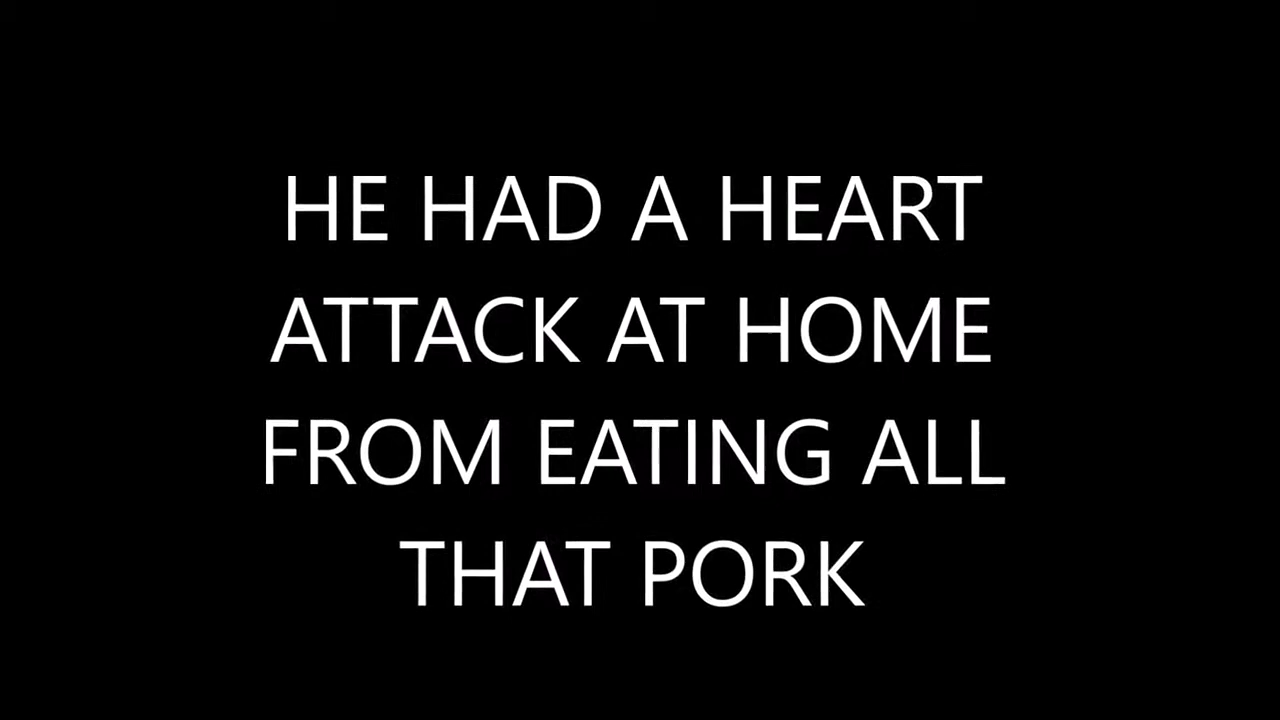 HE HAD A HEART
ATTACK AT HOME
FROM EATING ALL
THAT PORK